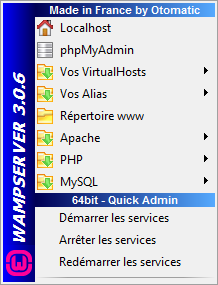 Made in France by Otomatic
WAMPSERVER 3.0.6
Localhost
phpMyAdmin
Vos VirtualHosts
Vos Alias
Répertoire www
Apache
PHP
MySQL
64bit - Quick Admin
Démarrer les services
Arrêter les services
Redémarrer les services